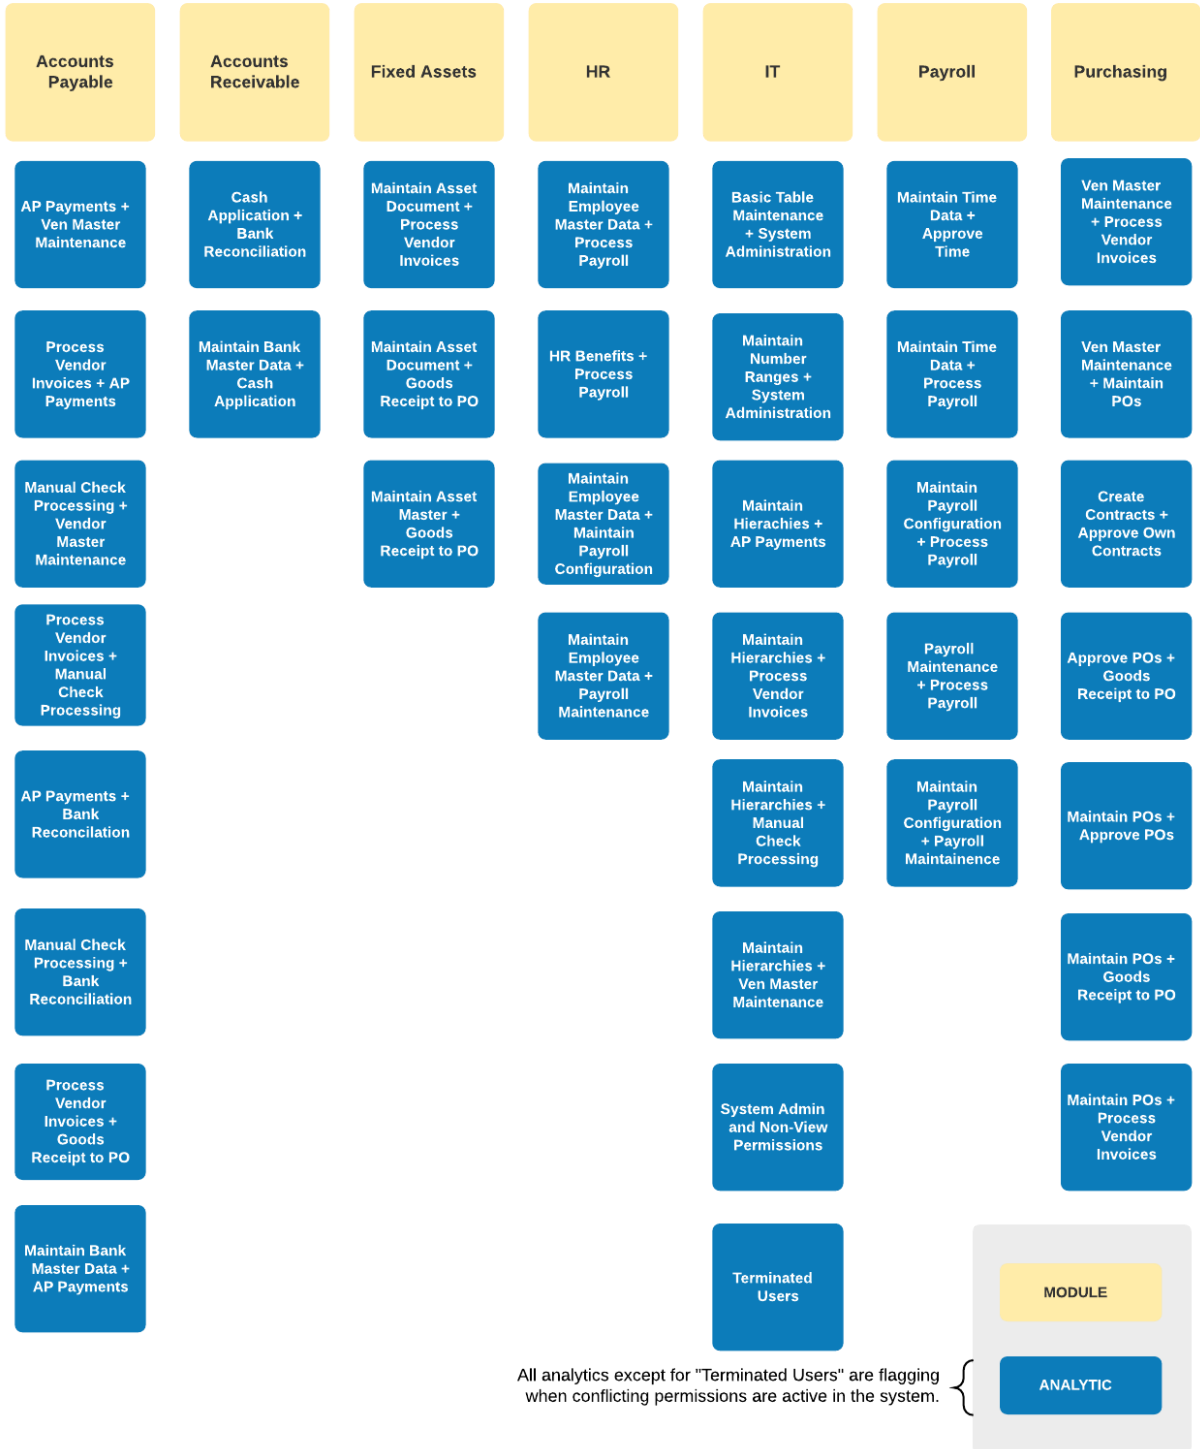 Accounts
Payable
Accounts
Receivable
Fixed Assets
HR
IT
Payroll
Purchasing
AP Payments +
Ven Master
Maintenance
Process
Vendor
Invoices + AP
Payments
Manual Check
Processing +
Vendor
Master
Maintenance
Process
Vendor
Invoices +
Manual
Check
Processing
AP Payments +
Bank
Reconcilation
Manual Check
Processing +
Bank
Reconciliation
Process
Vendor
Invoices +
Goods
Receipt to PO
Maintain Bank
Master Data +
AP Payments
Cash
Application +
Bank
Reconciliation
Maintain Bank
Master Data +
Cash
Application
Maintain Asset
Document +
Process
Vendor
Invoices
Maintain Asset
Document +
Goods
Receipt to PO
Maintain Asset
Master +
Goods
Receipt to PO
Maintain
Employee
Master Data +
Process
Payroll
HR Benefits +
Process
Payroll
Maintain
Employee
Master Data +
Maintain
Payroll
Configuration
Maintain
Employee
Master Data +
Payroll
Maintenance
Basic Table
Maintenance
+ System
Administration
Maintain
Number
Ranges +
System
Administration
Maintain
Hierachies +
AP Payments
Maintain
Hierarchies +
Process
Vendor
Invoices
Maintain
Hierarchies +
Manual
Check
Processing
Maintain
Hierarchies +
Ven Master
Maintenance
System Admin
and Non-View
Permissions
Terminated
Users
Maintain Time
Data +
Approve
Time
Maintain Time
Data +
Process
Payroll
Maintain
Payroll
Configuration
+ Process
Payroll
Payroll
Maintenance
+ Process
Payroll
Maintain
Payroll
Configuration
+ Payroll
Maintainence
Ven Master
Maintenance
+ Process
Vendor
Invoices
Ven Master
Maintenance
+ Maintain
POs
Create
Contracts +
Approve Own
Contracts
Approve POs +
Goods
Receipt to PO
Maintain POs +
Approve POs
Maintain POs +
Goods
Receipt to PO
Maintain POs +
Process
Vendor
Invoices
MODULE
ANALYTIC
All analytics except for "Terminated Users" are flagging
when conflicting permissions are active in the system.